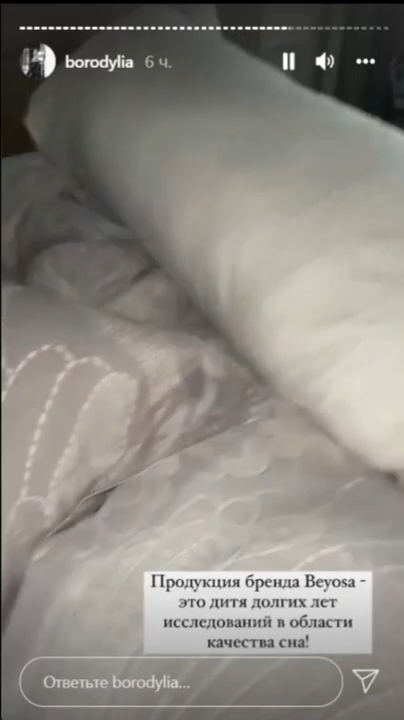 borodylia 6 ч.
Продукция бренда Beyosa -
это дитя долгих лет
исследований в области
качества сна!
Ответьте borodylia...